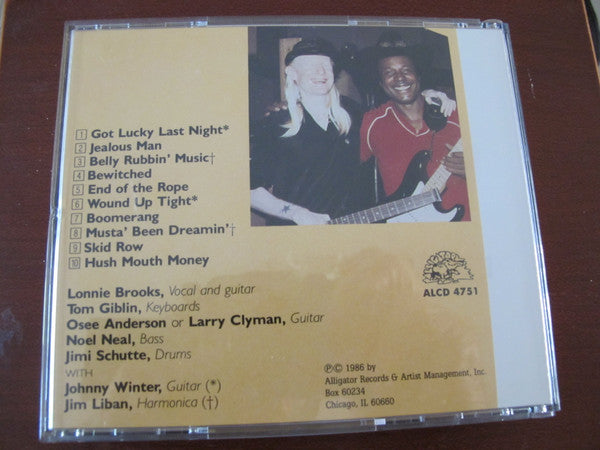 1 Got Lucky Last Night*
2 Jealous Man
3 Belly Rubbin' Music†
4 Bewitched
5 End of the Rope
6 Wound Up Tight*
7 Boomerang
8 Musta' Been Dreamin'†
9 Skid Row
10 Hush Mouth Money
Lonnie Brooks, Vocal and guitar
Tom Giblin, Keyboards
Osee Anderson or Larry Clyman, Guitar
Noel Neal, Bass
Jimi Schutte, Drums
WITH
Johnny Winter, Guitar (*)
Jim Liban, Harmonica (†)
ALCD 4751
℗© 1986 by
Alligator Records & Artist Management, Inc.
Box 60234
Chicago, IL 60660